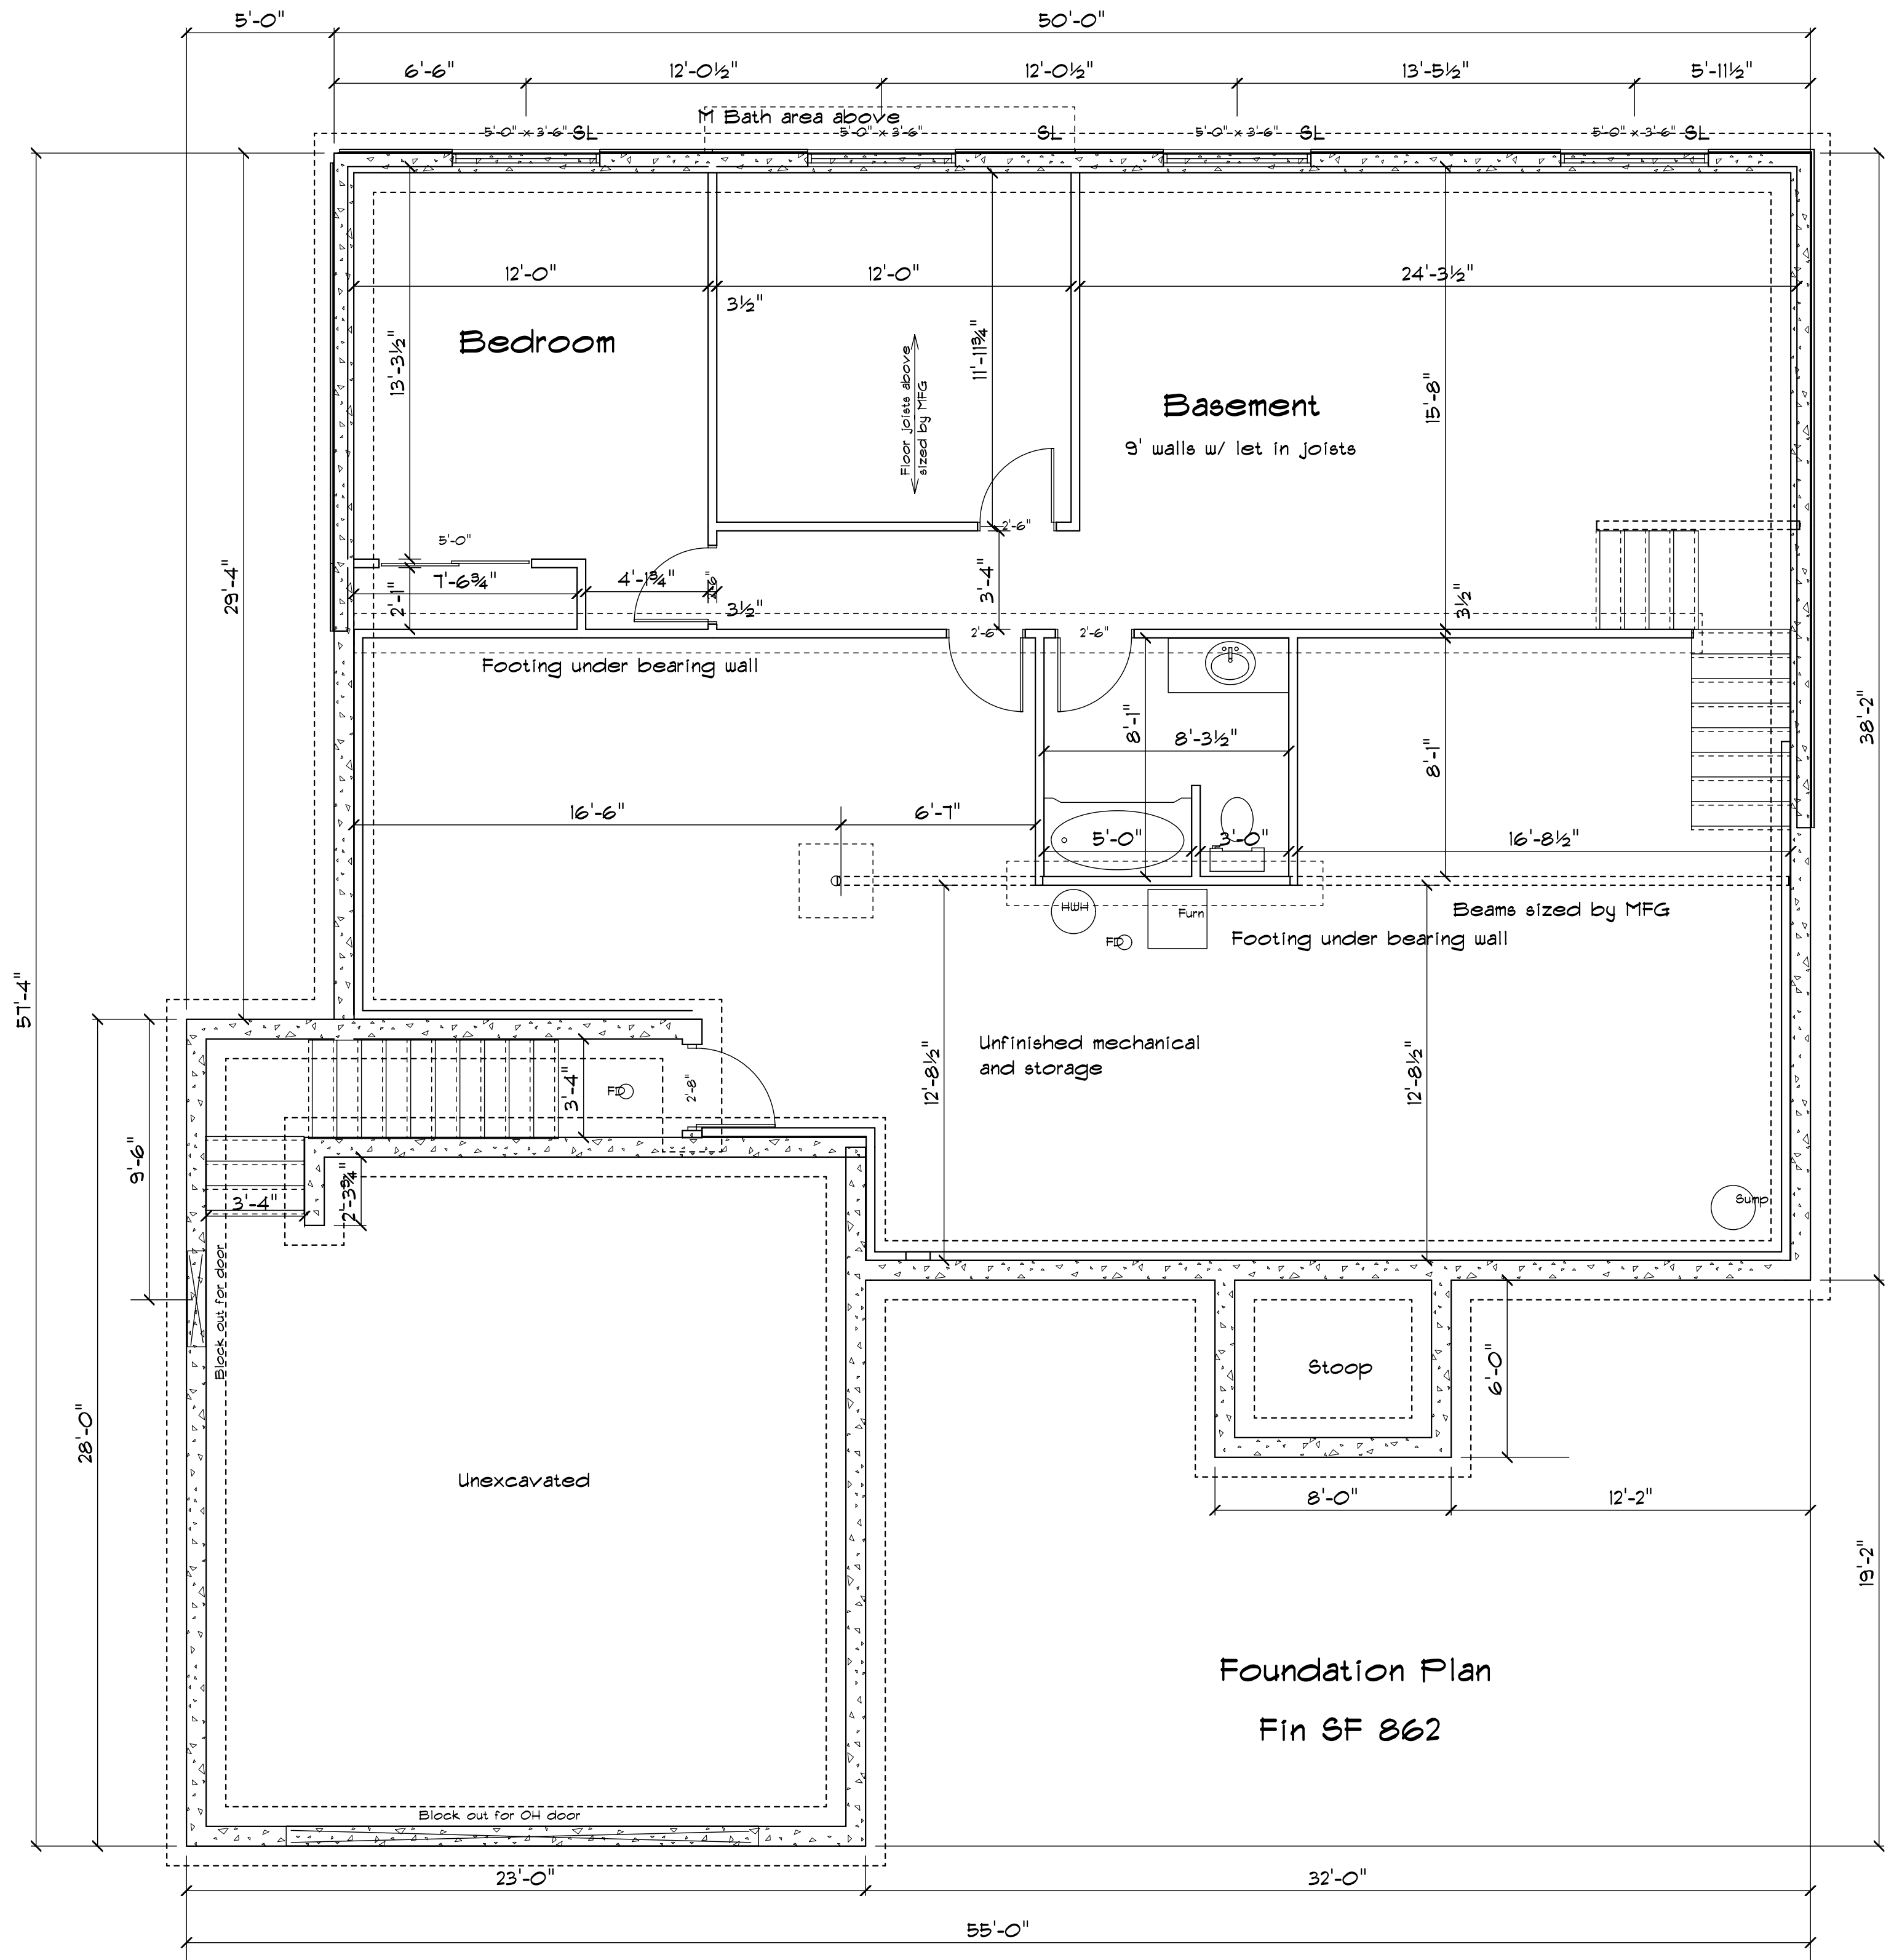 5'-0"
50'-0"
6'-6"
12'-0½"
12'-0½"
13'-5½"
5'-11½"
M Bath area above
5'-0" x 3'-6" SL
5'-0" x 3'-6" SL
5'-0" x 3'-6" SL
5'-0" x 3'-6" SL
12'-0"
12'-0"
24'-3½"
3½"
Bedroom
13'-3½"
Floor joists above
sized by MFG
11'-11¾"
Basement
9' walls w/ let in joists
15'-8"
29'-4"
57'-4"
5'-0"
2'-6"
7'-6¾"
4'-1¾"
2'-1"
3½"
3'-4"
3½"
2'-6"
2'-6"
Footing under bearing wall
38'-2"
8'-1"
8'-3½"
8'-1"
16'-6"
6'-7"
5'-0"
3'-0"
16'-8½"
HWH
Furn
FD
Beams sized by MFG
Footing under bearing wall
Unfinished mechanical
and storage
12'-8½"
12'-8½"
3'-4"
FD
2'-8"
9'-6"
3'-4"
2'-3¾"
Sump
Block out for door
28'-0"
Stoop
6'-0"
Unexcavated
8'-0"
12'-2"
19'-2"
Foundation Plan
Fin SF 862
Block out for OH door
23'-0"
32'-0"
55'-0"